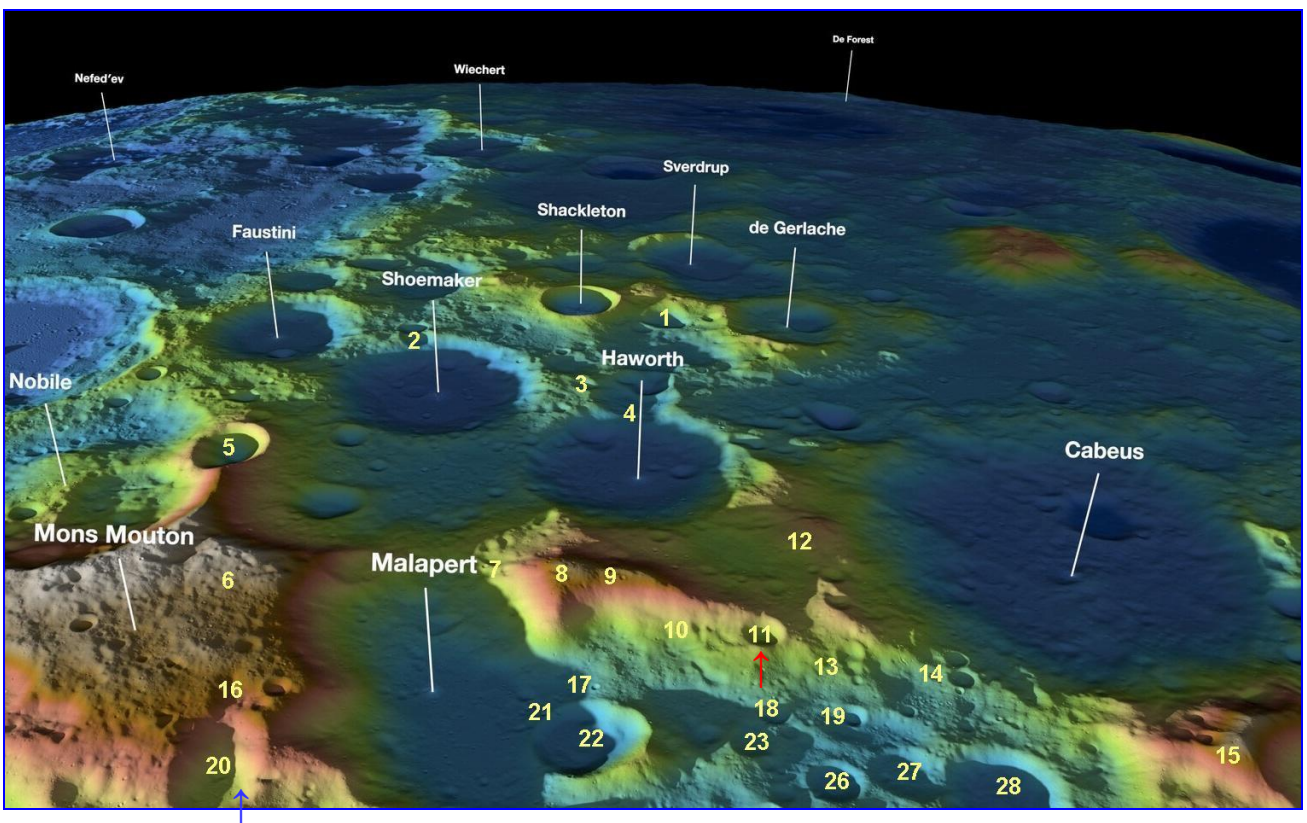 De Forest
Wiechert
Nefed'ev
Sverdrup
Shackleton
de Gerlache
Faustini
Shoemaker
1
2
Haworth
3
Nobile
4
5
Cabeus
Mons Mouton
12
Malapert
7
8
9
6
10
11
13
14
17
16
18
21
19
22
23
15
20
27
26
28